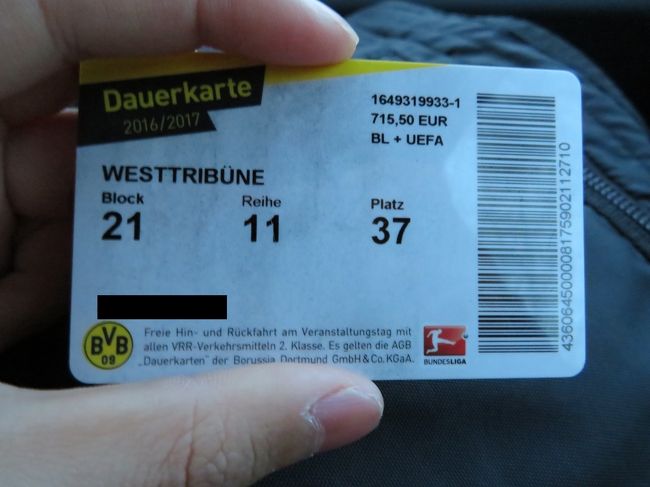 Dauerkarte
2016/2017
1649319933-1
715,50 EUR
BL + UEFA
WESTTRIBÜNE
Block Reihe Platz
21 11 37
BVB
09
Freie Hin- und Rückfahrt am Veranstaltungstag mit
allen VRR-Verkehrsmitteln 2. Klasse. Es gelten die AGB
„Dauerkarten" der Borussia Dortmund GmbH & Co. KGaA.
BUNDESLIGA
4360645000081759021127​10